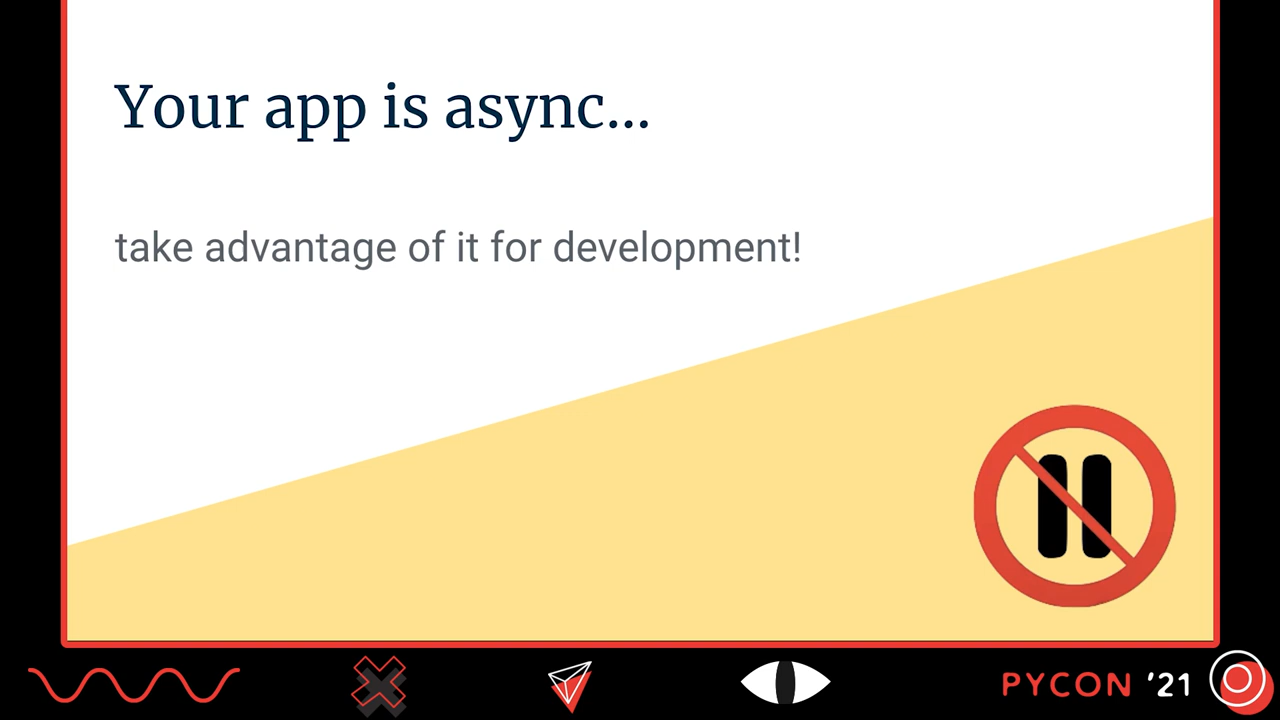 Your app is async...
take advantage of it for development!
PYCON '21